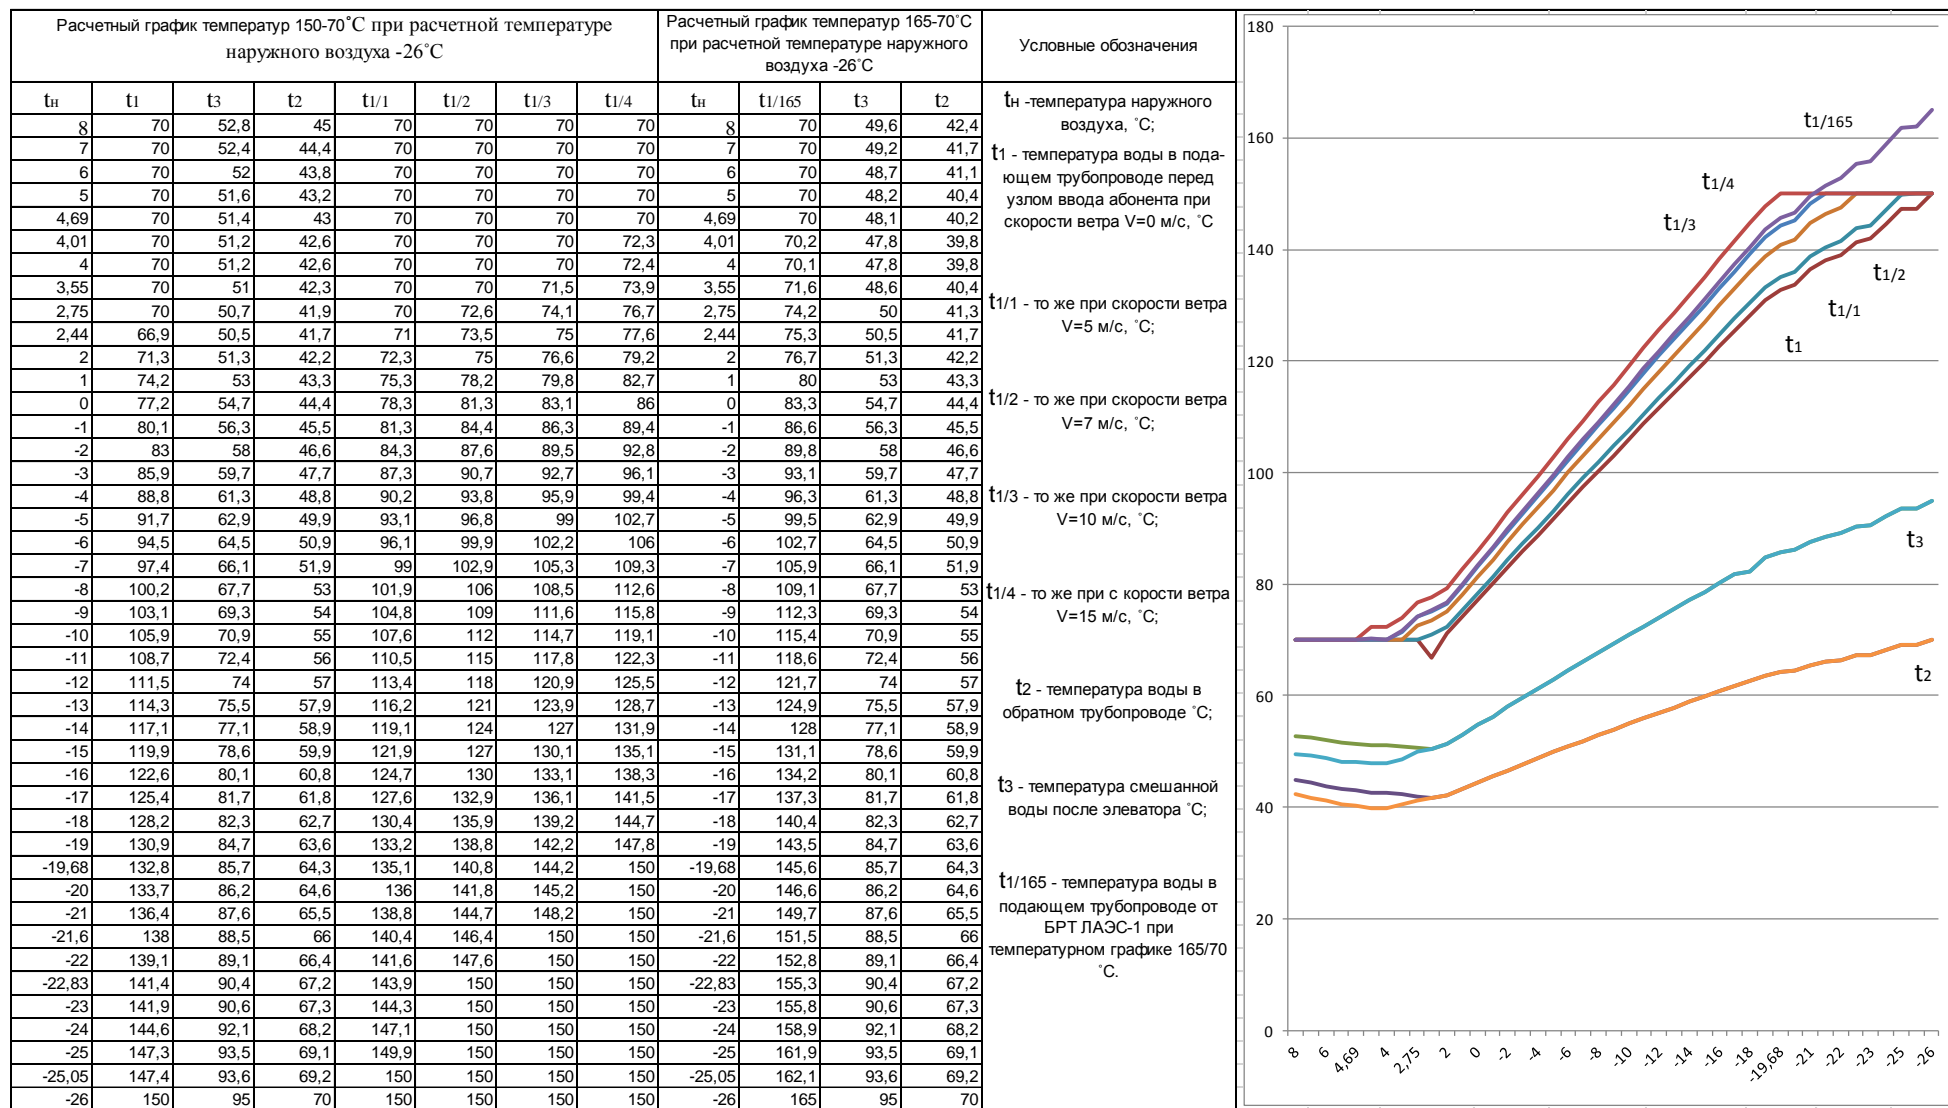 Расчетный график температур 150-70˚С при расчетной температуре
наружного воздуха -26˚С
Расчетный график температур 165-70˚С
при расчетной температуре наружного
воздуха -26˚С
Условные обозначения
tн t1 t3 t2 t1/1 t1/2 t1/3 t1/4 tн t1/165 t3 t2
8 70 52,8 45 70 70 70 70 8 70 49,6 42,4
7 70 52,4 44,4 70 70 70 70 7 70 49,2 41,7
6 70 52 43,8 70 70 70 70 6 70 48,7 41,1
5 70 51,6 43,2 70 70 70 70 5 70 48,2 40,4
4,69 70 51,4 43 70 70 70 70 4,69 70 48,1 40,2
4,01 70 51,2 42,6 70 70 70 72,3 4,01 70,2 47,8 39,8
4 70 51,2 42,6 70 70 70 72,4 4 70,1 47,8 39,8
3,55 70 51 42,3 70 70 71,5 73,9 3,55 71,6 48,6 40,4
2,75 70 50,7 41,9 70 72,6 74,1 76,7 2,75 74,2 50 41,3
2,44 66,9 50,5 41,7 71 73,5 75 77,6 2,44 75,3 50,5 41,7
2 71,3 51,3 42,2 72,3 75 76,6 79,2 2 76,7 51,3 42,2
1 74,2 53 43,3 75,3 78,2 79,8 82,7 1 80 53 43,3
0 77,2 54,7 44,4 78,3 81,3 83,1 86 0 83,3 54,7 44,4
-1 80,1 56,3 45,5 81,3 84,4 86,3 89,4 -1 86,6 56,3 45,5
-2 83 58 46,6 84,3 87,6 89,5 92,8 -2 89,8 58 46,6
-3 85,9 59,7 47,7 87,3 90,7 92,7 96,1 -3 93,1 59,7 47,7
-4 88,8 61,3 48,8 90,2 93,8 95,9 99,4 -4 96,3 61,3 48,8
-5 91,7 62,9 49,9 93,1 96,8 99 102,7 -5 99,5 62,9 49,9
-6 94,5 64,5 50,9 96,1 99,9 102,2 106 -6 102,7 64,5 50,9
-7 97,4 66,1 51,9 99 102,9 105,3 109,3 -7 105,9 66,1 51,9
-8 100,2 67,7 53 101,9 106 108,5 112,6 -8 109,1 67,7 53
-9 103,1 69,3 54 104,8 109 111,6 115,8 -9 112,3 69,3 54
-10 105,9 70,9 55 107,6 112 114,7 119,1 -10 115,4 70,9 55
-11 108,7 72,4 56 110,5 115 117,8 122,3 -11 118,6 72,4 56
-12 111,5 74 57 113,4 118 120,9 125,5 -12 121,7 74 57
-13 114,3 75,5 57,9 116,2 121 123,9 128,7 -13 124,9 75,5 57,9
-14 117,1 77,1 58,9 119,1 124 127 131,9 -14 128 77,1 58,9
-15 119,9 78,6 59,9 121,9 127 130,1 135,1 -15 131,1 78,6 59,9
-16 122,6 80,1 60,8 124,7 130 133,1 138,3 -16 134,2 80,1 60,8
-17 125,4 81,7 61,8 127,6 132,9 136,1 141,5 -17 137,3 81,7 61,8
-18 128,2 82,3 62,7 130,4 135,9 139,2 144,7 -18 140,4 82,3 62,7
-19 130,9 84,7 63,6 133,2 138,8 142,2 147,8 -19 143,5 84,7 63,6
-19,68 132,8 85,7 64,3 135,1 140,8 144,2 150 -19,68 145,6 85,7 64,3
-20 133,7 86,2 64,6 136 141,8 145,2 150 -20 146,6 86,2 64,6
-21 136,4 87,6 65,5 138,8 144,7 148,2 150 -21 149,7 87,6 65,5
-21,6 138 88,5 66 140,4 146,4 150 150 -21,6 151,5 88,5 66
-22 139,1 89,1 66,4 141,6 147,6 150 150 -22 152,8 89,1 66,4
-22,83 141,4 90,4 67,2 143,9 150 150 150 -22,83 155,3 90,4 67,2
-23 141,9 90,6 67,3 144,3 150 150 150 -23 155,8 90,6 67,3
-24 144,6 92,1 68,2 147,1 150 150 150 -24 158,9 92,1 68,2
-25 147,3 93,5 69,1 149,9 150 150 150 -25 161,9 93,5 69,1
-25,05 147,4 93,6 69,2 150 150 150 150 -25,05 162,1 93,6 69,2
-26 150 95 70 150 150 150 150 -26 165 95 70
tн -температура наружного
воздуха, ˚С;
t1 - температура воды в пода-
ющем трубопроводе перед
узлом ввода абонента при
скорости ветра V=0 м/с, ˚С
t1/1 - то же при скорости ветра
V=5 м/с, ˚С;
t1/2 - то же при скорости ветра
V=7 м/с, ˚С;
t1/3 - то же при скорости ветра
V=10 м/с, ˚С;
t1/4 - то же при с корости ветра
V=15 м/с, ˚С;
t2 - температура воды в
обратном трубопроводе ˚С;
t3 - температура смешанной
воды после элеватора ˚С;
t1/165 - температура воды в
подающем трубопроводе от
БРТ ЛАЭС-1 при
температурном графике 165/70
˚С.
180
160
140
120
100
80
60
40
20
0
t1/165
t1/4
t1/3
t1/2
t1/1
t1
t3
t2
8 6 4,69 4 2,75 2 0 -2 -4 -6 -8 -10 -12 -14 -16 -18 -19,68 -21 -22 -23 -25 -26